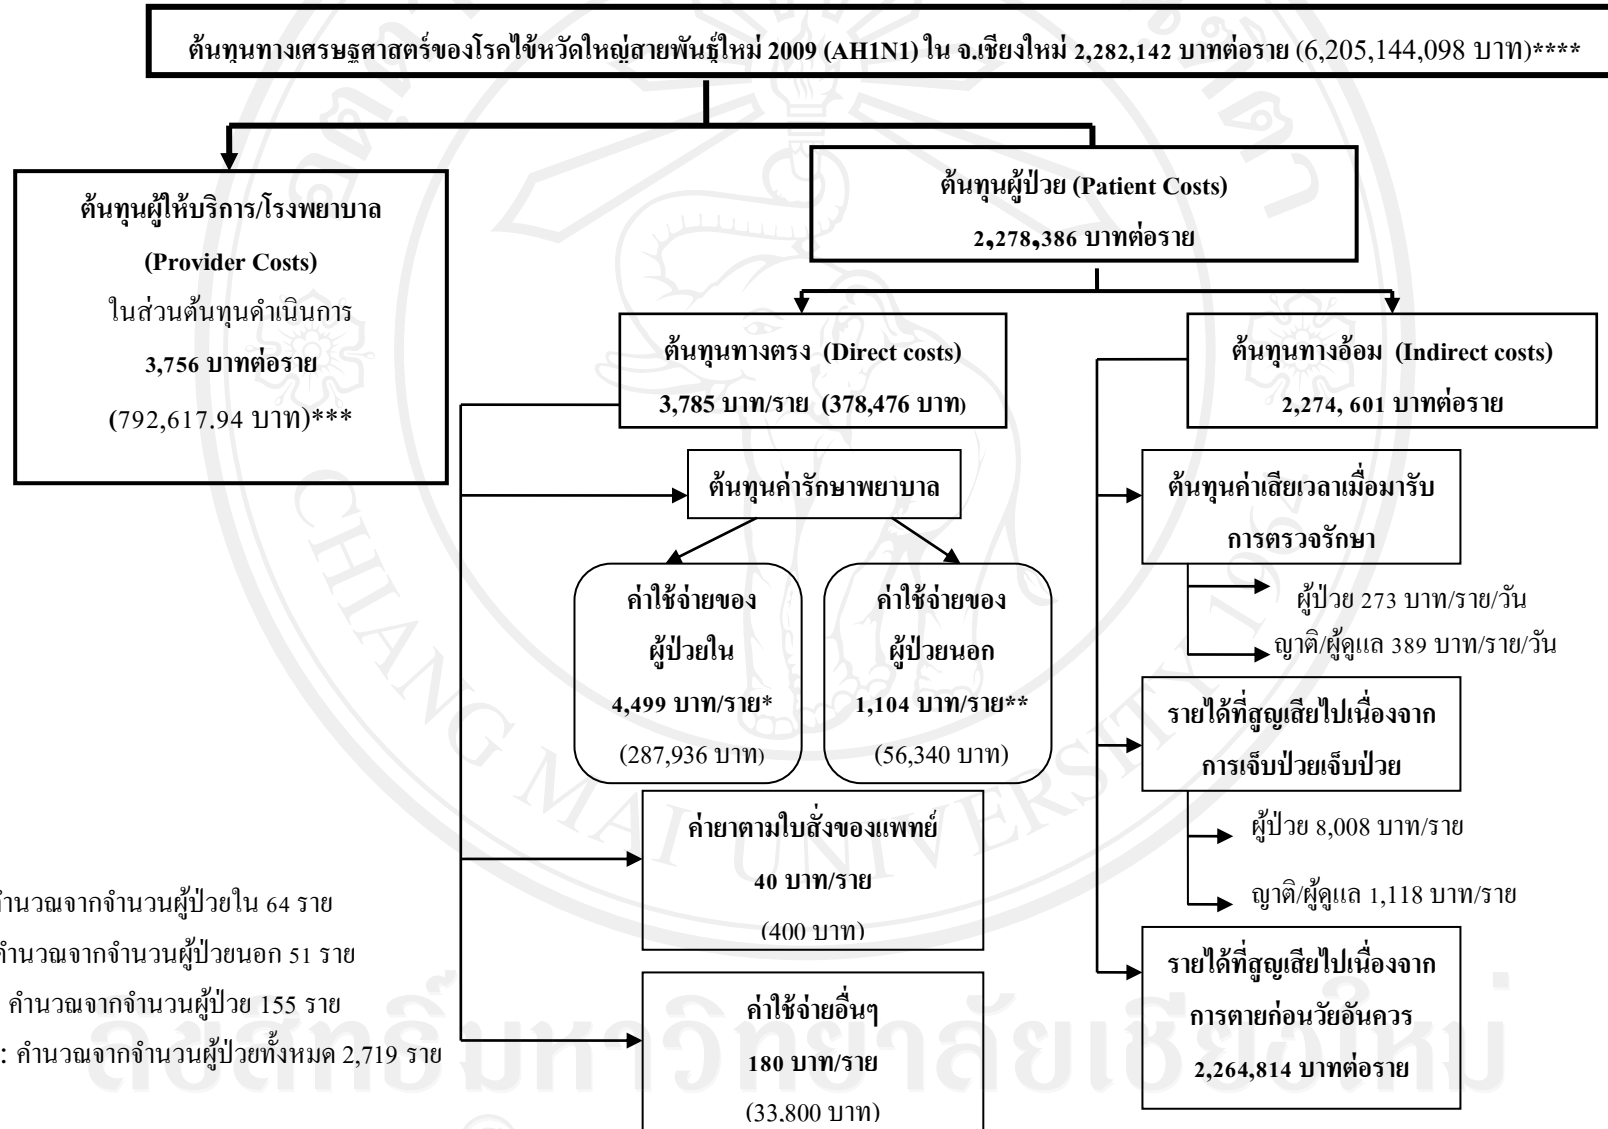 ต้นทุนทางเศรษฐศาสตร์ของโรคไข้หวัดใหญ่สายพันธุ์ใหม่ 2009 (AH1N1) ใน จ.เชียงใหม่ 2,282,142 บาทต่อราย (6,205,144,098 บาท)****
ต้นทุนผู้ให้บริการ/โรงพยาบาล
(Provider Costs)
ในส่วนต้นทุนดำเนินการ
3,756 บาทต่อราย
(792,617.94 บาท)***
ต้นทุนผู้ป่วย (Patient Costs)
2,278,386 บาทต่อราย
ต้นทุนทางตรง (Direct costs)
3,785 บาท/ราย (378,476 บาท)
ต้นทุนค่ารักษาพยาบาล
ค่าใช้จ่ายของ
ผู้ป่วยใน
4,499 บาท/ราย*
(287,936 บาท)
ค่าใช้จ่ายของ
ผู้ป่วยนอก
1,104 บาท/ราย**
(56,340 บาท)
ค่ายาตามใบสั่งของแพทย์
40 บาท/ราย
(400 บาท)
ค่าใช้จ่ายอื่นๆ
180 บาท/ราย
(33,800 บาท)
ต้นทุนทางอ้อม (Indirect costs)
2,274, 601 บาทต่อราย
ต้นทุนค่าเสียเวลาเมื่อมารับ
การตรวจรักษา
ผู้ป่วย 273 บาท/ราย/วัน
ญาติ/ผู้ดูแล 389 บาท/ราย/วัน
รายได้ที่สูญเสียไปเนื่องจาก
การเจ็บป่วยเจ็บป่วย
ผู้ป่วย 8,008 บาท/ราย
ญาติ/ผู้ดูแล 1,118 บาท/ราย
รายได้ที่สูญเสียไปเนื่องจาก
การตายก่อนวัยอันควร
2,264,814 บาทต่อราย
คำนวณจากจำนวนผู้ป่วยใน 64 ราย
คำนวณจากจำนวนผู้ป่วยนอก 51 ราย
คำนวณจากจำนวนผู้ป่วย 155 ราย
: คำนวณจากจำนวนผู้ป่วยทั้งหมด 2,719 ราย
CHIANG MAI UNIVERSITY 1964
ลิขสิทธิ์มหาวิทยาลัยเชียงใหม่